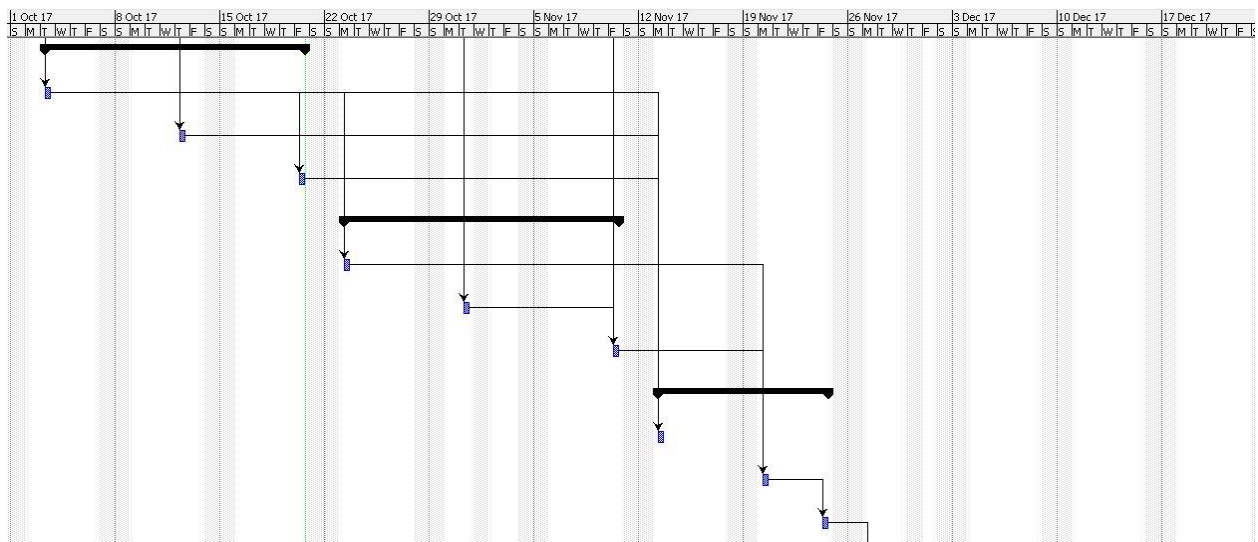 1 Oct 17 8 Oct 17 15 Oct 17 22 Oct 17 29 Oct 17 5 Nov 17 12 Nov 17 19 Nov 17 26 Nov 17 3 Dec 17 10 Dec 17 17 Dec 17
S M T W T F S S M T W T F S S M T W T F S S M T W T F S S M T W T F S S M T W T F S S M T W T F S S M T W T F S S M T W T F S S M T W T F S S M T W T F S S M T W T F S